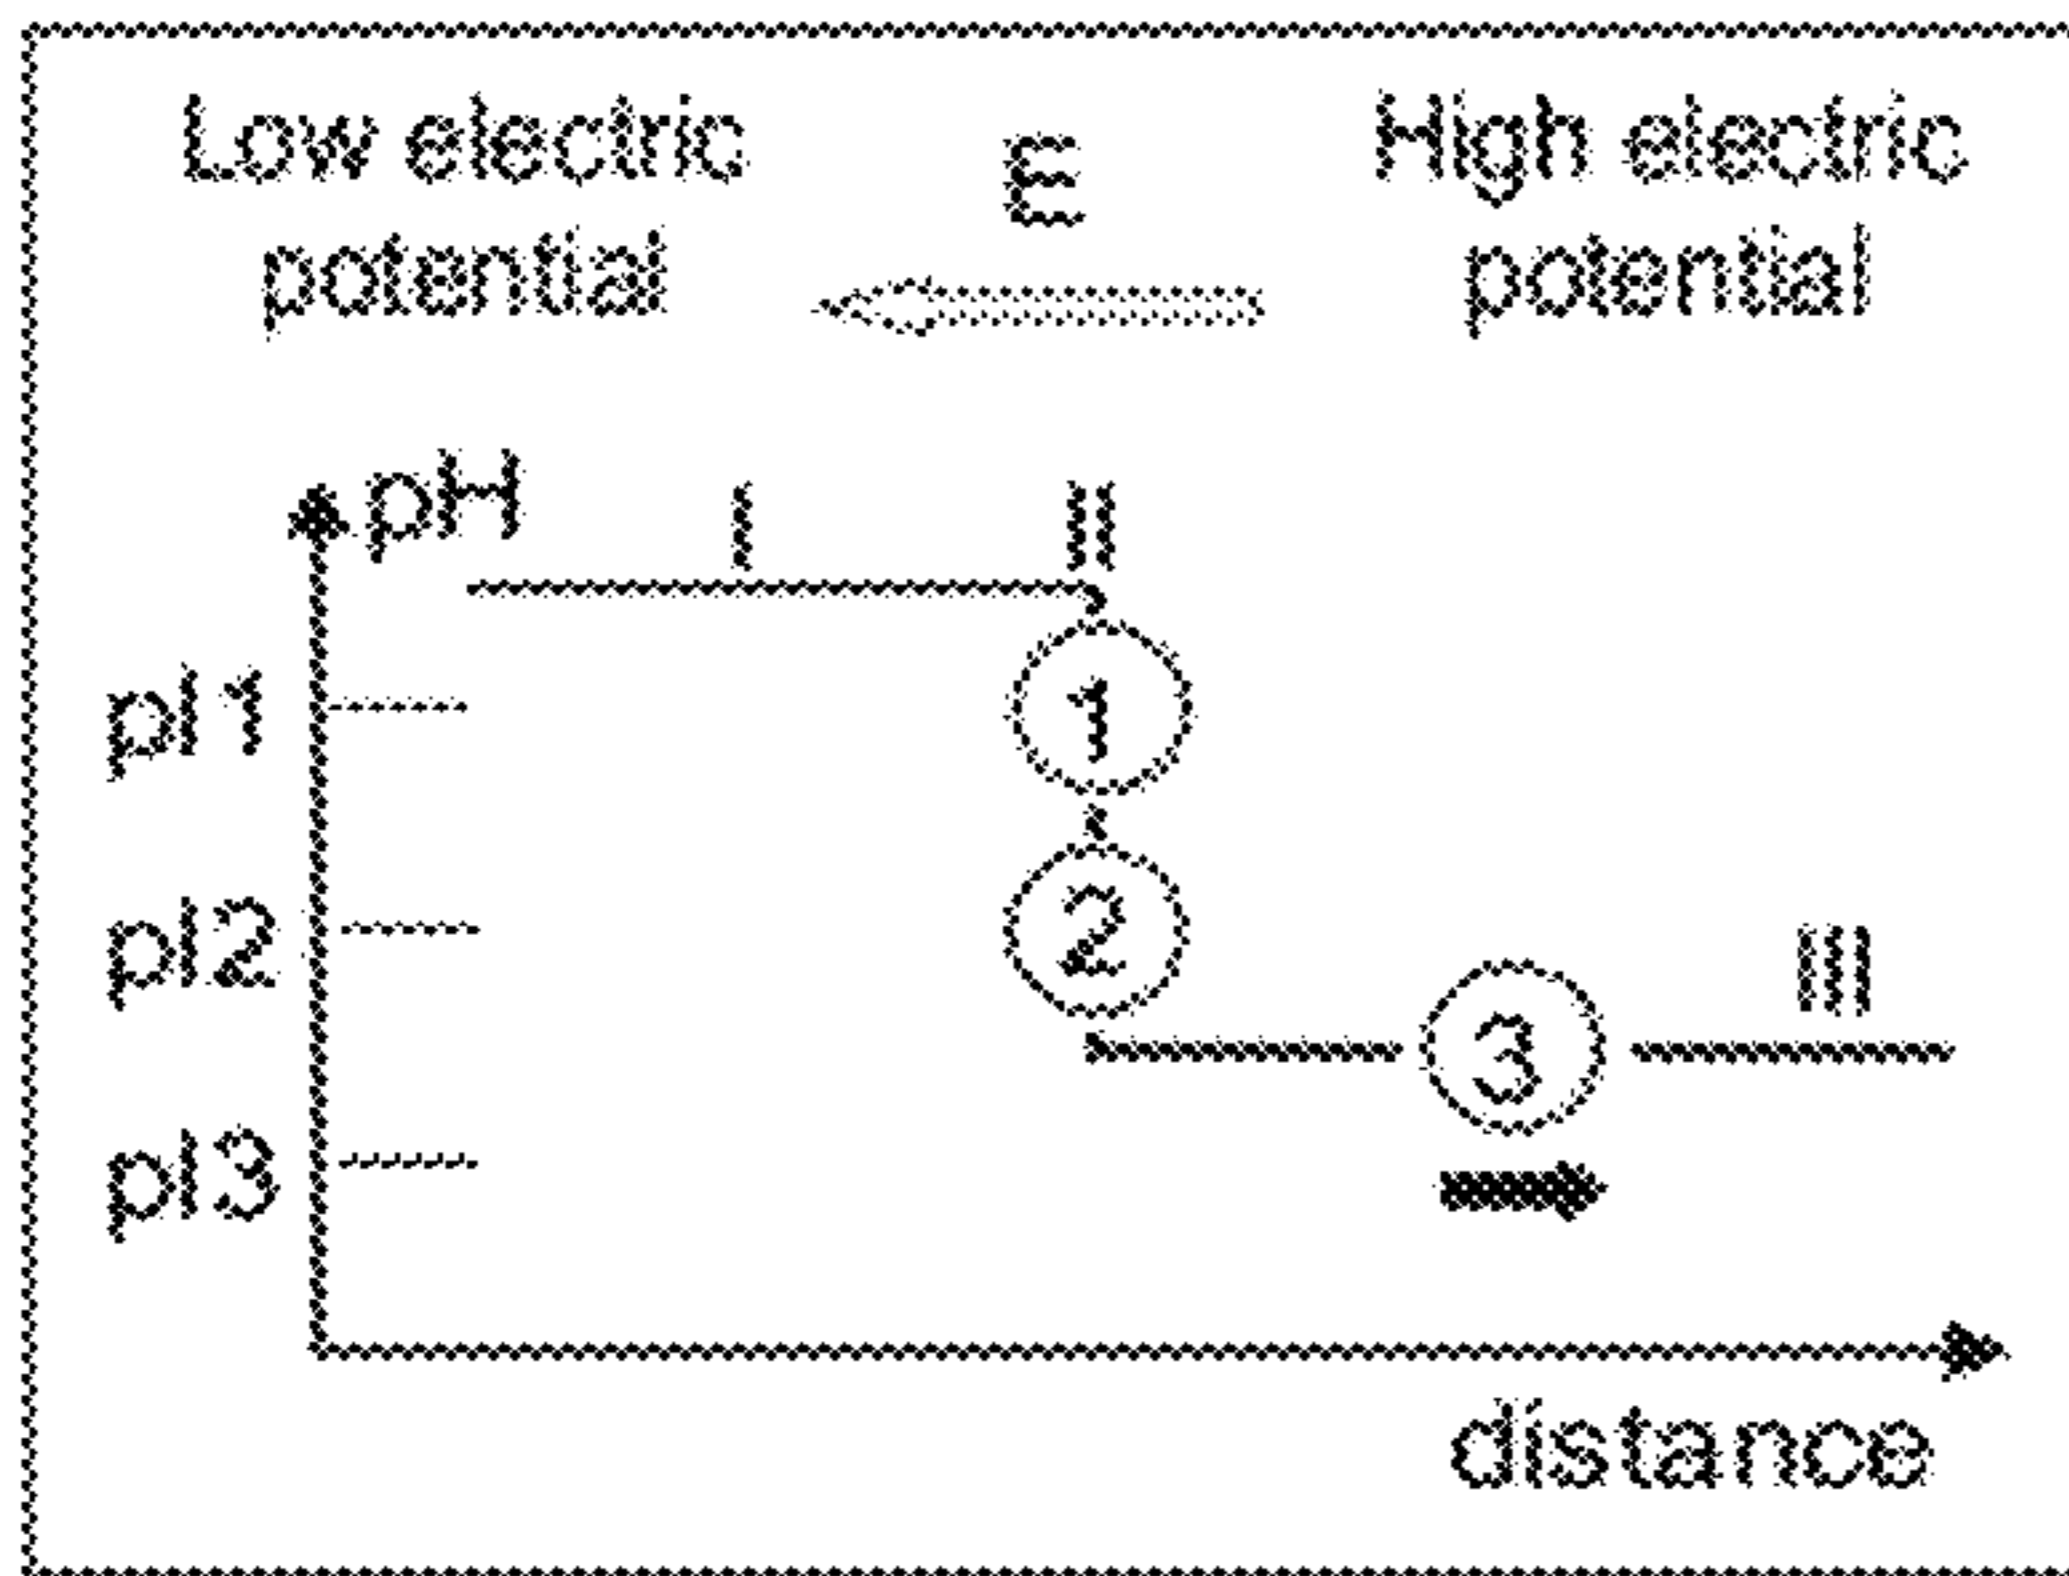 Low electric
potential
E
High electric
potential
pH
I
II
pI1
1
pI2
2
III
3
pI3
distance